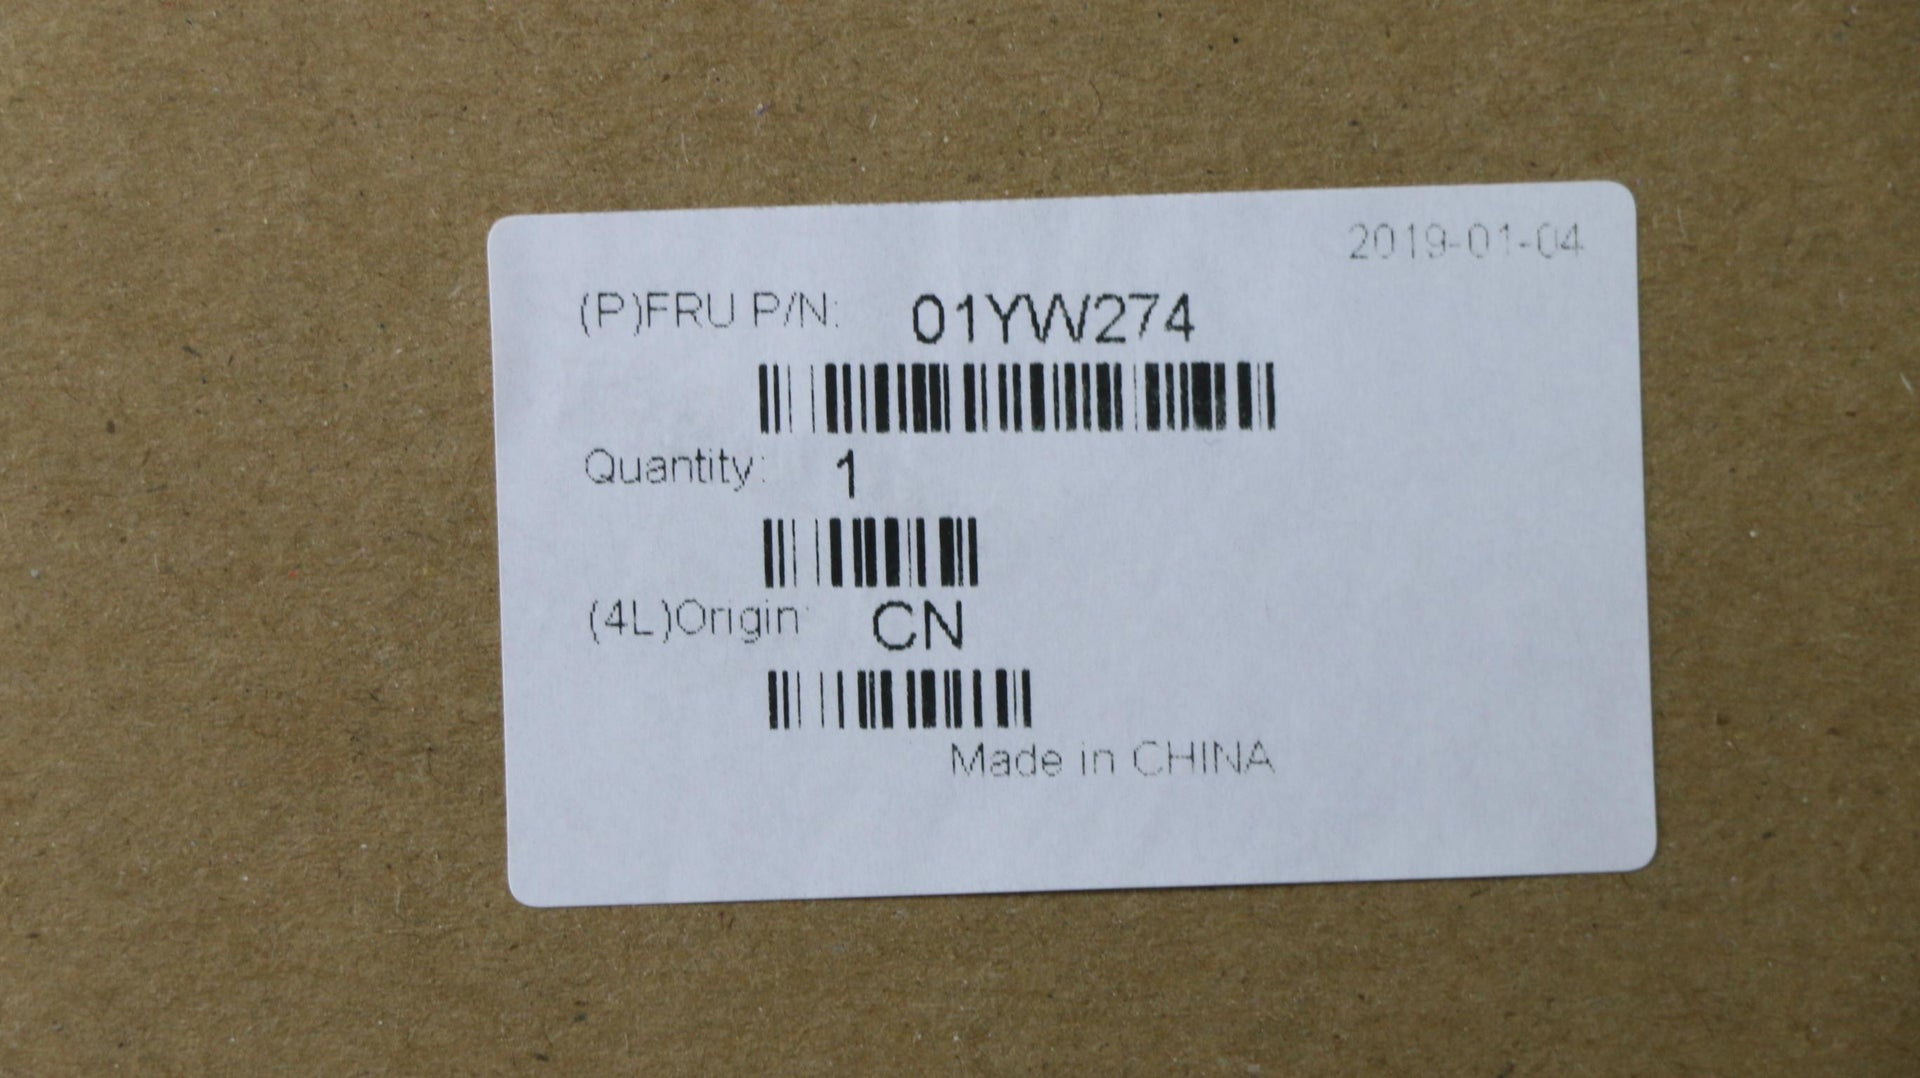 2019-01-04
(P)FRU P/N: 01YW274
Quantity: 1
(4L)Origin: CN
Made in CHINA